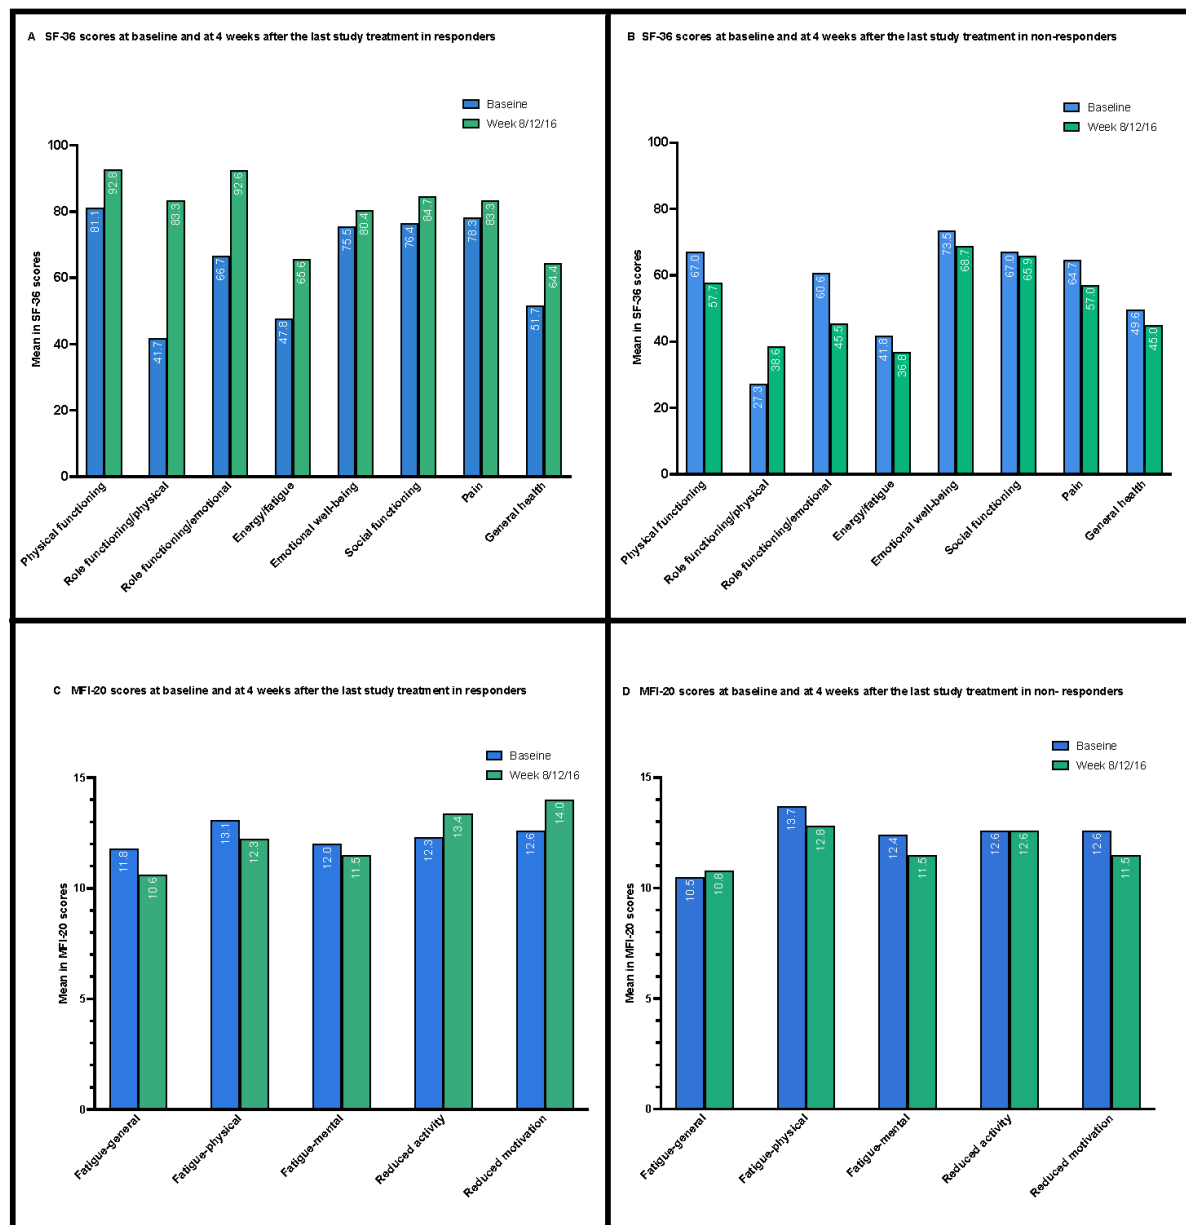 A SF-36 scores at baseline and at 4 weeks after the last study treatment in responders
Baseine
Week 8/12/16
Mean in SF-36 scores
100
80
60
40
20
0
81.1
92.8
41.7
83.3
66.7
92.6
47.8
65.6
75.5
80.4
76.4
84.7
78.3
83.3
51.7
64.4
Physical functioning
Role functioning/physical
Role functioning/emotional
Energy/fatigue
Emotional well-being
Social functioning
Pain
General health
B SF-36 scores at baseline and at 4 weeks after the last study treatment in non-responders
Baseline
Week 8/12/16
Mean in SF-36 scores
100
80
60
40
20
0
67.0
57.7
27.3
38.6
60.6
45.5
41.8
36.8
73.5
68.7
67.0
65.9
64.7
57.0
49.6
45.0
Physical functioning
Role functioning/physical
Role functioning/emotional
Energy/fatigue
Emotional well-being
Social functioning
Pain
General health
C MFI-20 scores at baseline and at 4 weeks after the last study treatment in responders
Baseline
Week 8/12/16
Mean in MFI-20 scores
15
10
5
0
11.8
10.6
13.1
12.3
12.0
11.5
12.3
13.4
12.6
14.0
Fatigue-general
Fatigue-physical
Fatigue-mental
Reduced activity
Reduced motivation
D MFI-20 scores at baseline and at 4 weeks after the last study treatment in non- responders
Baseline
Week 8/12/16
Mean in MFI-20 scores
15
10
5
0
10.5
10.8
13.7
12.8
12.4
11.5
12.6
12.6
12.6
11.5
Fatigue-general
Fatigue-physical
Fatigue-mental
Reduced activity
Reduced motivation